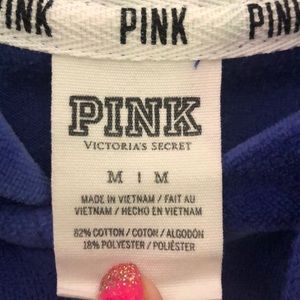 PINK PINK PINK
PINK
VICTORIA'S SECRET
M | M
MADE IN VIETNAM / FAIT AU
VIETNAM / HECHO EN VIETNAM
82% COTTON / COTON / ALGODÓN
18% POLYESTER / POLIÉSTER